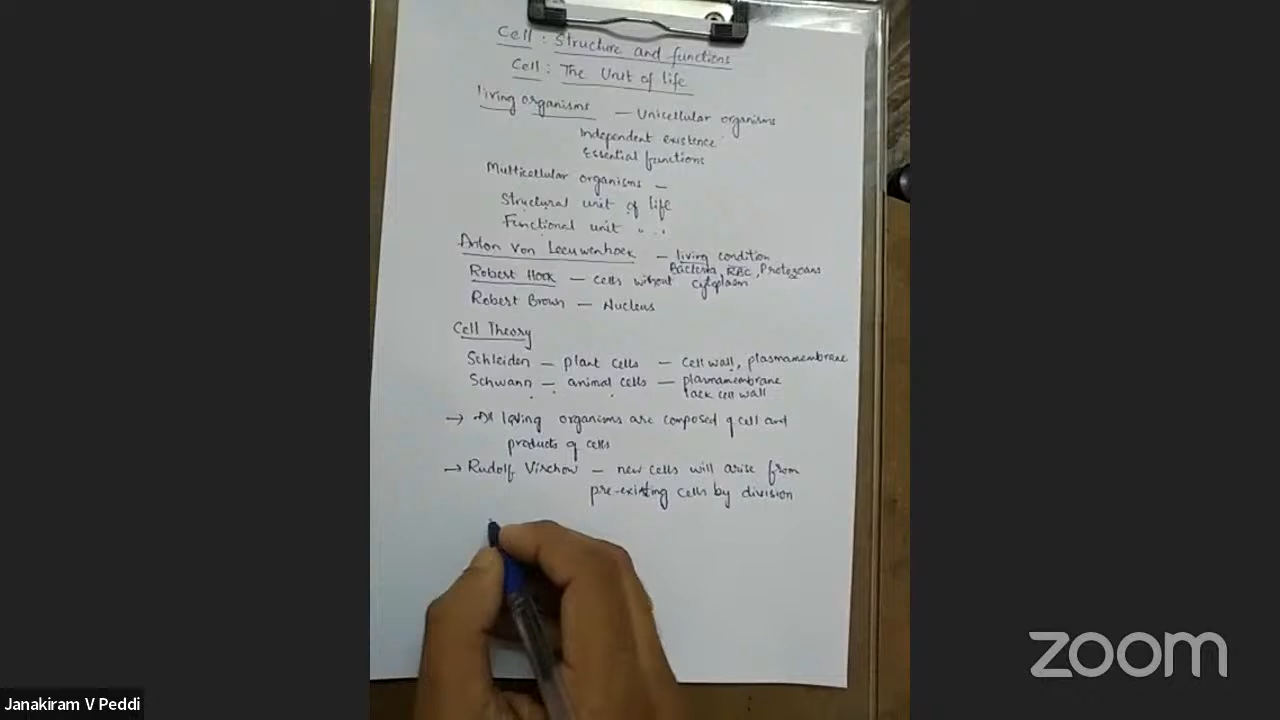 Cell : Structure and functions
Cell : The Unit of life
living organisms — Unicellular organisms
Independent existence
Essential functions
Multicellular organisms —
Structural unit of life
Functional unit " "
Anton Von Leeuwenhoek — living condition
Bacteria, RBC, Protozoans
Robert Hook — cells without cytoplasm
Robert Brown — Nucleus
Cell Theory
Schleiden — plant cells — cell wall, plasmamembrane
Schwann — animal cells — plasmamembrane
lack cell wall
→ All living organisms are composed of cell and
products of cells
→ Rudolf Virchow — new cells will arise from
pre-existing cells by division
zoom
Janakiram V Peddi